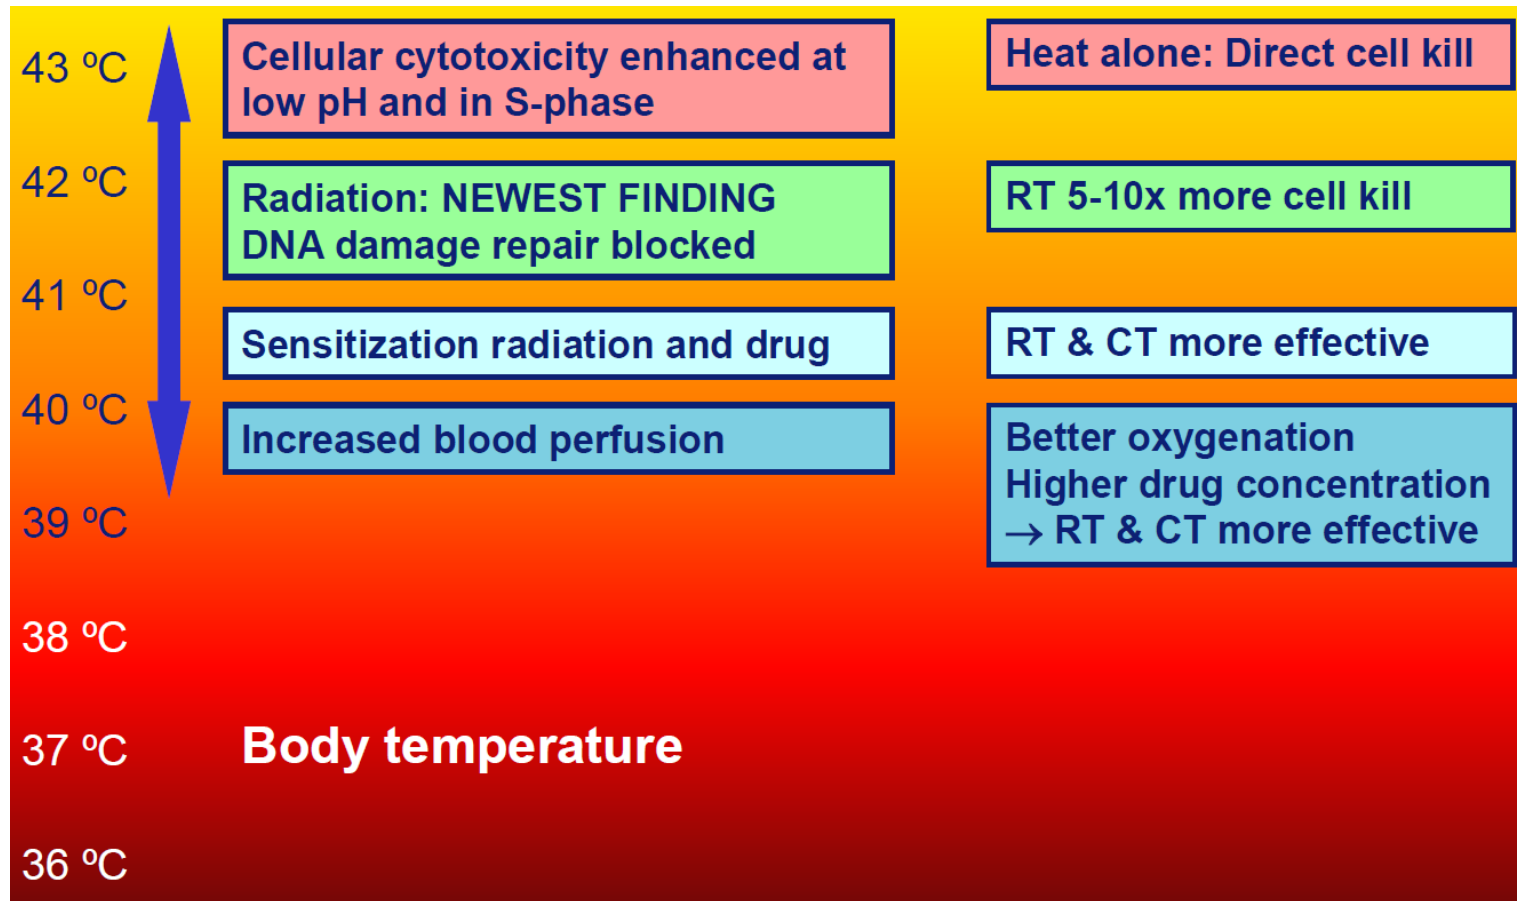 43 ºC
Cellular cytotoxicity enhanced at
low pH and in S-phase
Heat alone: Direct cell kill
42 ºC
Radiation: NEWEST FINDING
DNA damage repair blocked
RT 5-10x more cell kill
41 ºC
Sensitization radiation and drug
RT & CT more effective
40 ºC
Increased blood perfusion
Better oxygenation
Higher drug concentration
→ RT & CT more effective
39 ºC
38 ºC
37 ºC
Body temperature
36 ºC